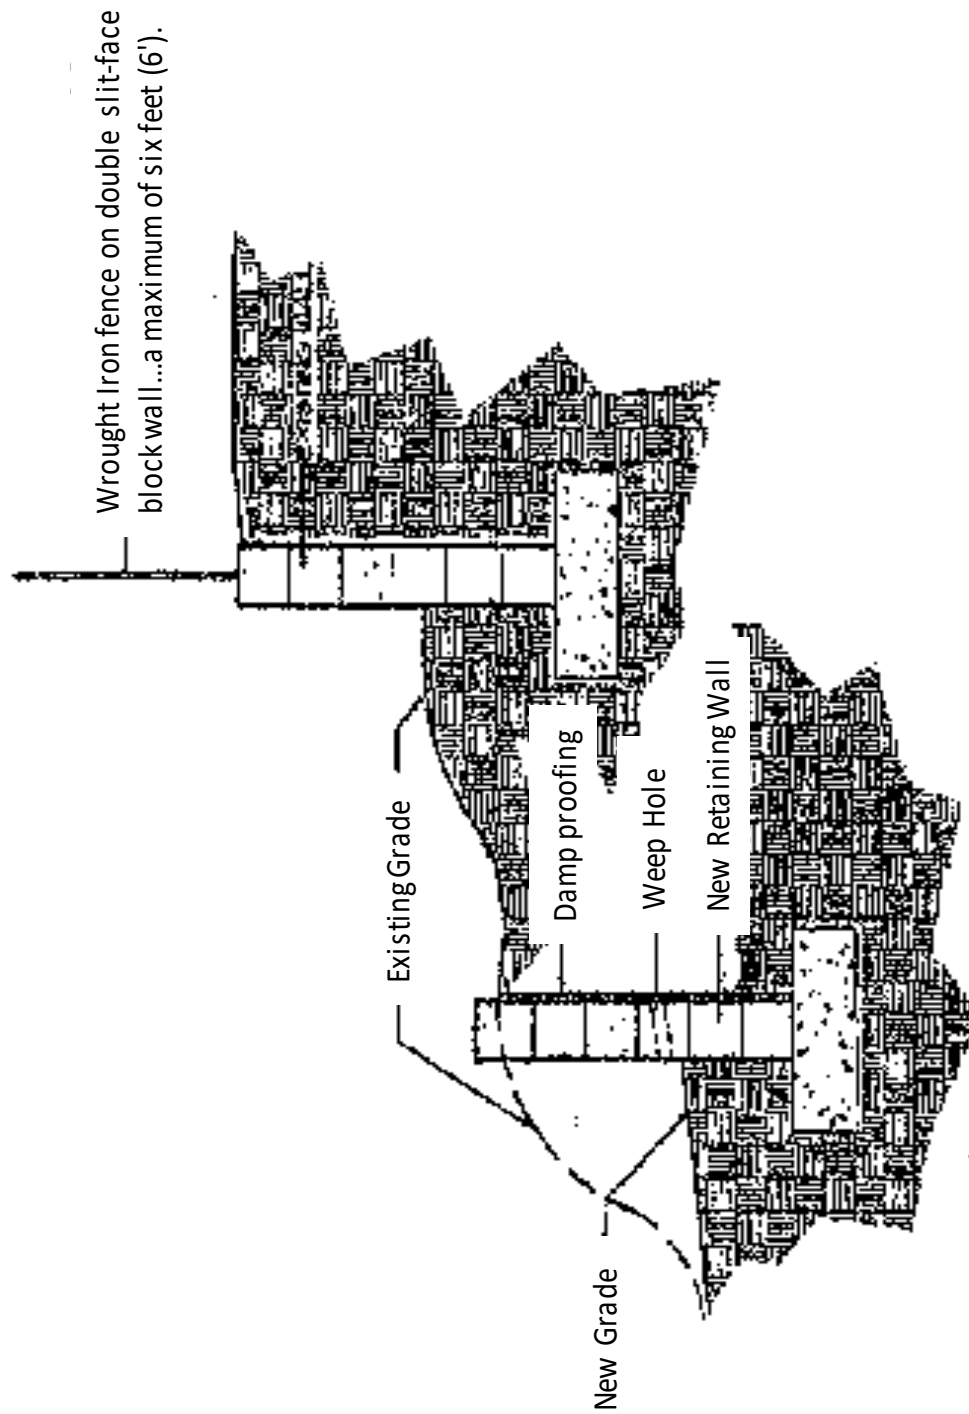 Wrought Iron fence on double slit-face
block wall...a maximum of six feet (6').
Existing Grade
Damp proofing
Weep Hole
New Retaining Wall
New Grade